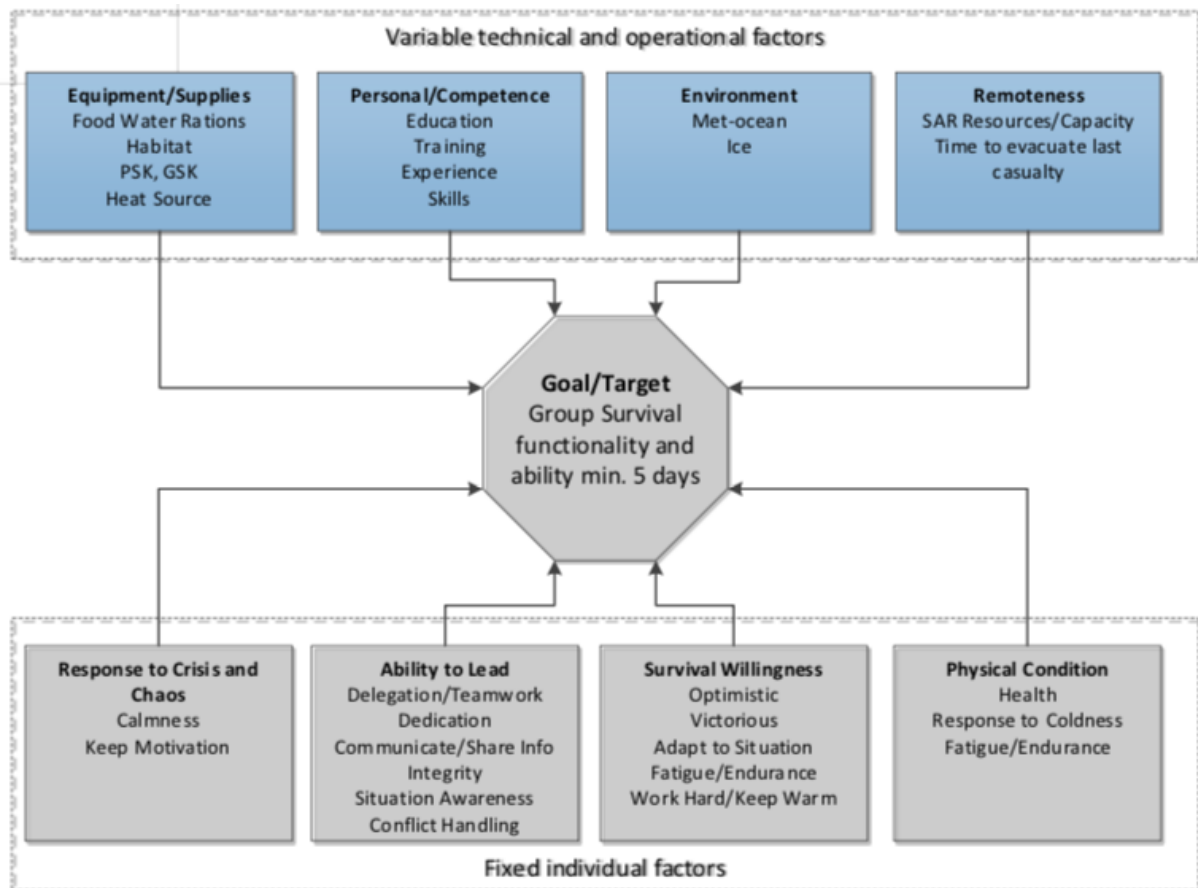 Variable technical and operational factors
Equipment/Supplies
Food Water Rations
Habitat
PSK, GSK
Heat Source
Personal/Competence
Education
Training
Experience
Skills
Environment
Met-ocean
Ice
Remoteness
SAR Resources/Capacity
Time to evacuate last
casualty
Goal/Target
Group Survival
functionality and
ability min. 5 days
Response to Crisis and
Chaos
Calmness
Keep Motivation
Ability to Lead
Delegation/Teamwork
Dedication
Communicate/Share Info
Integrity
Situation Awareness
Conflict Handling
Survival Willingness
Optimistic
Victorious
Adapt to Situation
Fatigue/Endurance
Work Hard/Keep Warm
Physical Condition
Health
Response to Coldness
Fatigue/Endurance
Fixed individual factors